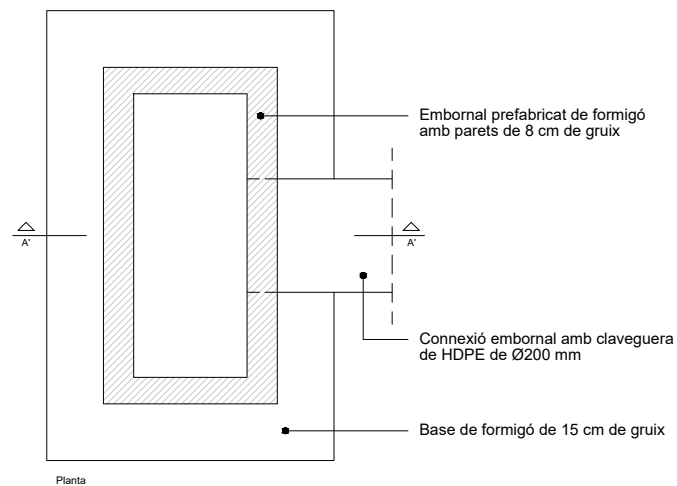 Embornal prefabricat de formigó
amb parets de 8 cm de gruix
A'
A'
Connexió embornal amb claveguera
de HDPE de Ø200 mm
Base de formigó de 15 cm de gruix
Planta